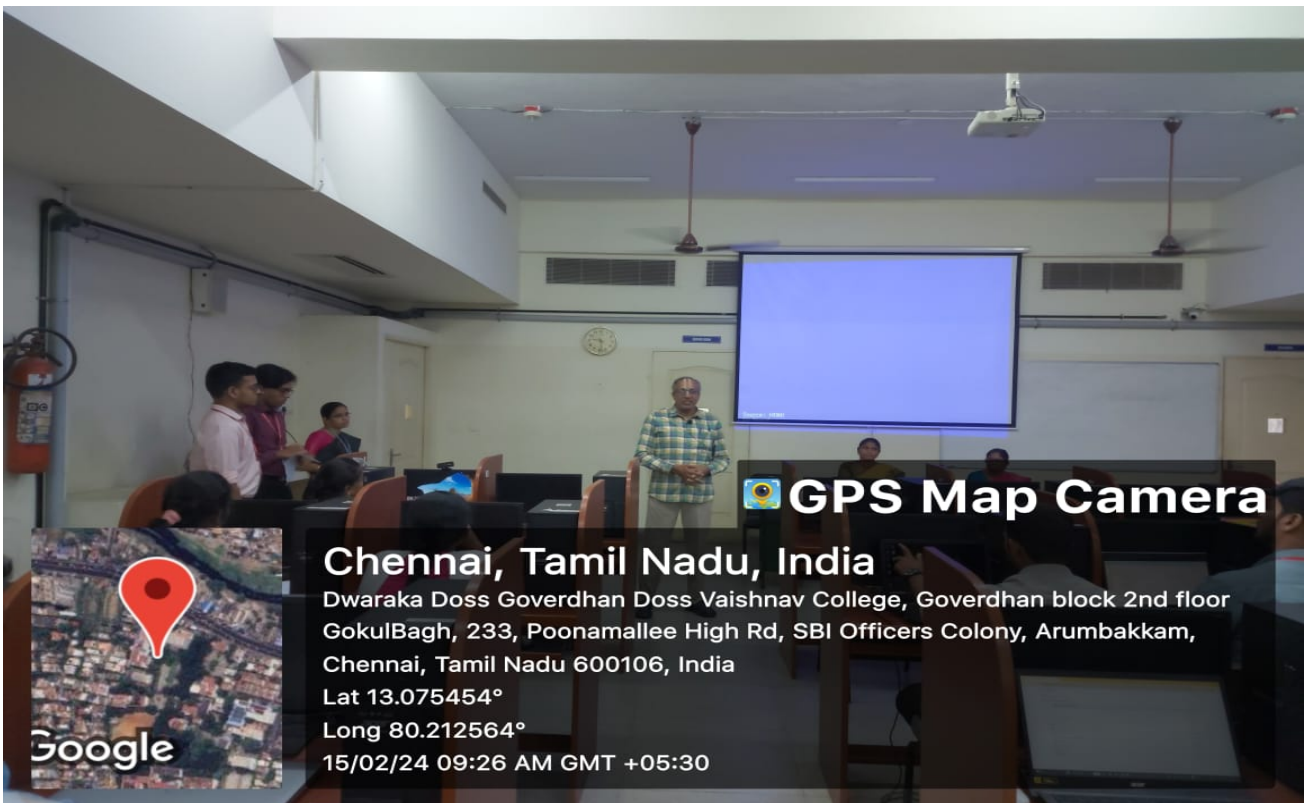 GPS Map Camera
Chennai, Tamil Nadu, India
Dwaraka Doss Goverdhan Doss Vaishnav College, Goverdhan block 2nd floor
GokulBagh, 233, Poonamallee High Rd, SBI Officers Colony, Arumbakkam,
Chennai, Tamil Nadu 600106, India
Lat 13.075454°
Long 80.212564°
15/02/24 09:26 AM GMT +05:30
Google